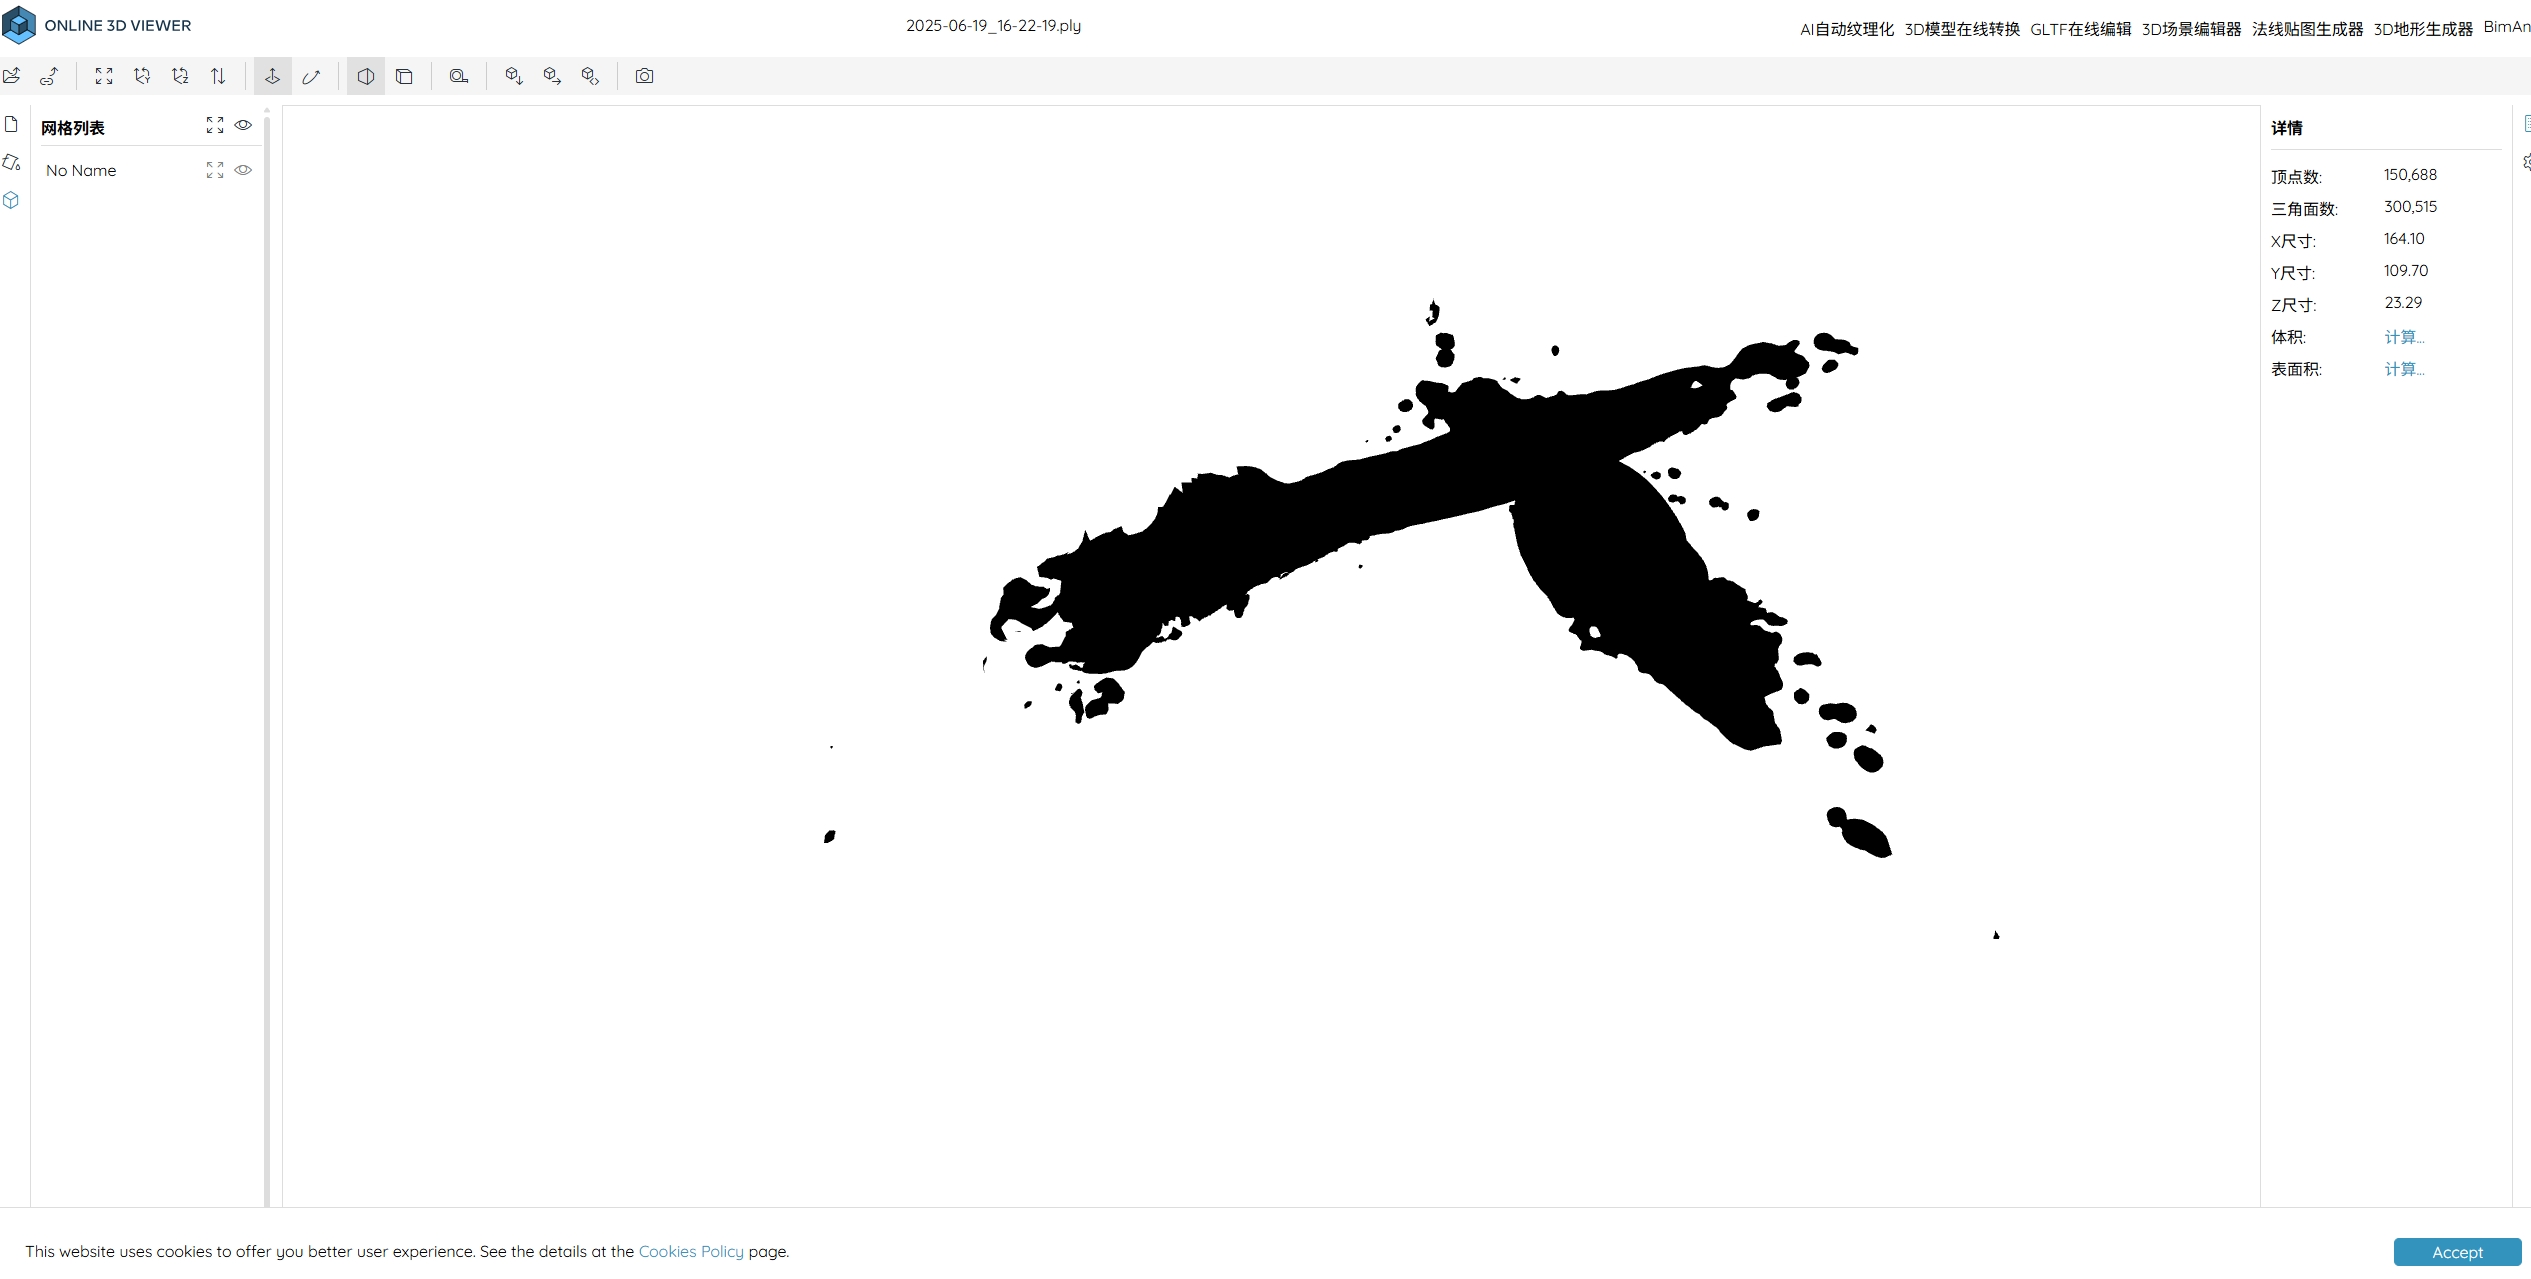 ONLINE 3D VIEWER
2025-06-19_16-22-19.ply
AI自动纹理化 3D模型在线转换 GLTF在线编辑 3D场景编辑器 法线贴图生成器 3D地形生成器 BimAn
网格列表
No Name
详情
顶点数: 150,688
三角面数: 300,515
X尺寸: 164.10
Y尺寸: 109.70
Z尺寸: 23.29
体积: 计算...
表面积: 计算...
This website uses cookies to offer you better user experience. See the details at the Cookies Policy page.
Accept